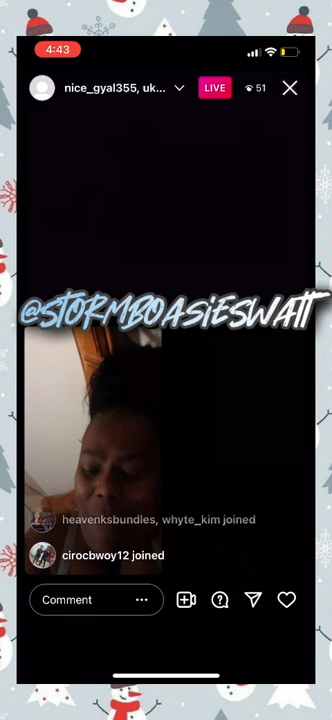 4:43
nice_gyal355, uk...
LIVE
51
@STORMBOASIESWATT
heavenksbundles, whyte_kim joined
cirocbwoy12 joined
Comment